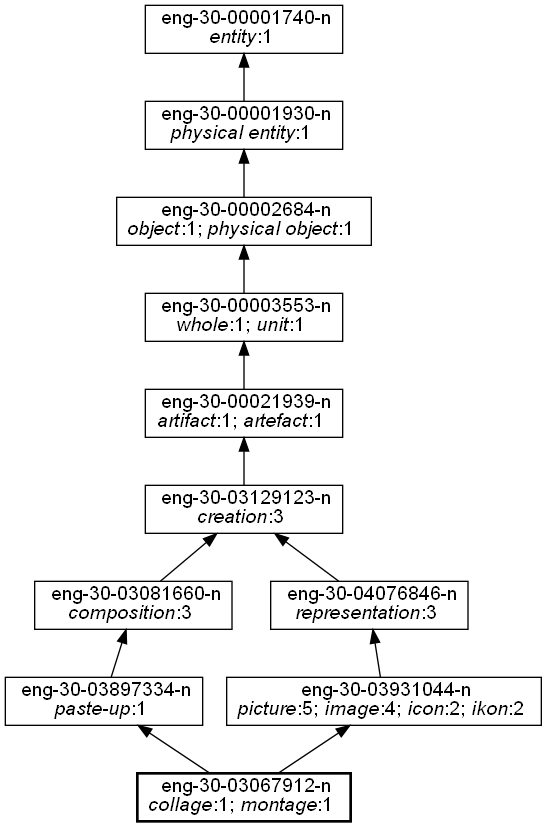 eng-30-00001740-n
entity:1
eng-30-00001930-n
physical entity:1
eng-30-00002684-n
object:1; physical object:1
eng-30-00003553-n
whole:1; unit:1
eng-30-00021939-n
artifact:1; artefact:1
eng-30-03129123-n
creation:3
eng-30-03081660-n
composition:3
eng-30-04076846-n
representation:3
eng-30-03897334-n
paste-up:1
eng-30-03931044-n
picture:5; image:4; icon:2; ikon:2
eng-30-03067912-n
collage:1; montage:1